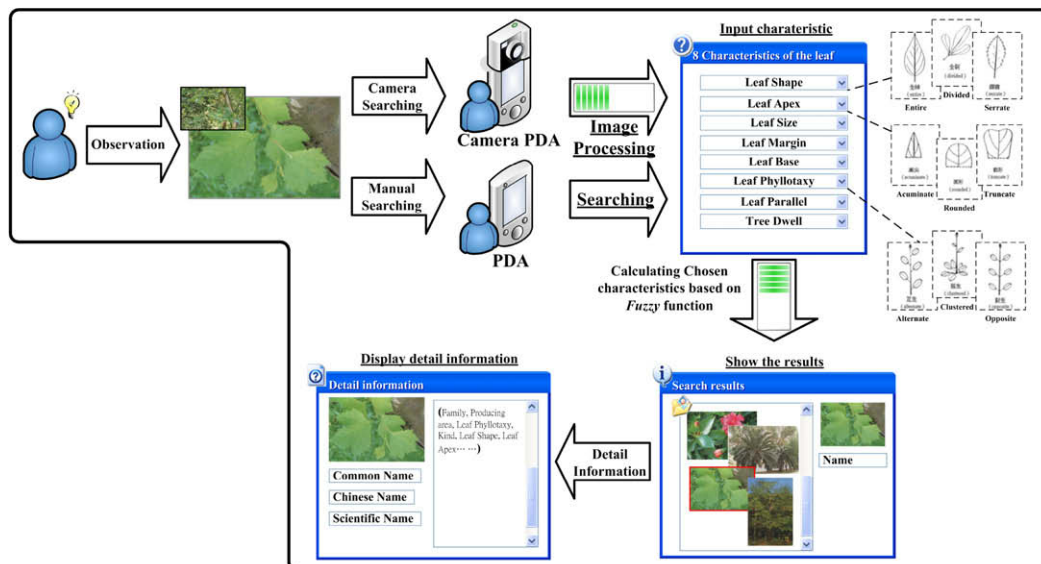 Observation
Camera
Searching
Manual
Searching
Camera PDA
PDA
Image
Processing
Searching
Input charateristic
8 Characteristics of the leaf
Leaf Shape
Leaf Apex
Leaf Size
Leaf Margin
Leaf Base
Leaf Phyllotaxy
Leaf Parallel
Tree Dwell
(divided)
Entire
Divided
Serrate
Acuminate
Rounded
Truncate
互生
Alternate
Clustered
Opposite
Calculating Chosen
characteristics based on
Fuzzy function
Show the results
Search results
Name
Detail
Information
Display detail information
Detail information
Common Name
Chinese Name
Scientific Name
(Family, Producing
area, Leaf Phyllotaxy,
Kind, Leaf Shape, Leaf
Apex⋯ ⋯)